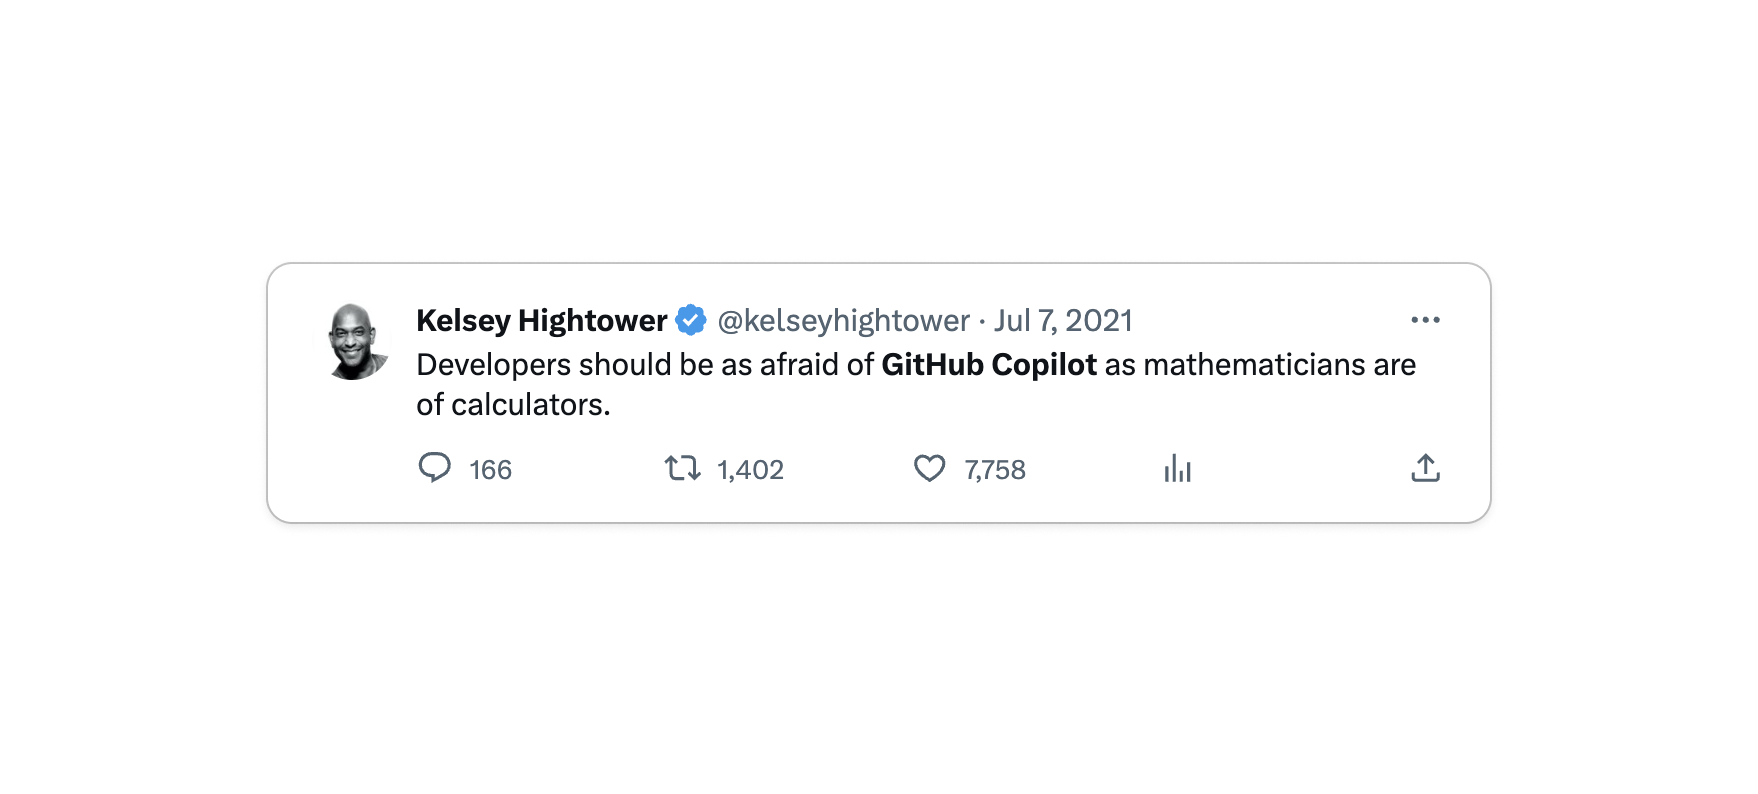 Kelsey Hightower @kelseyhightower · Jul 7, 2021
Developers should be as afraid of GitHub Copilot as mathematicians are
of calculators.
166 1,402 7,758